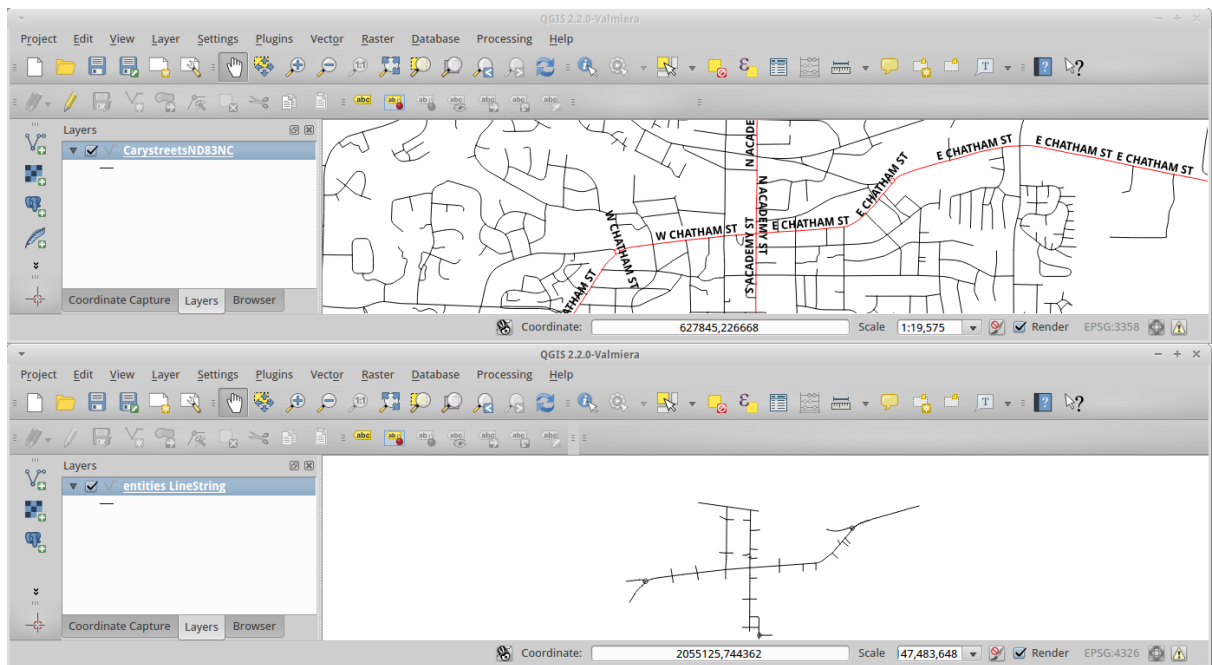 QGIS 2.2.0-Valmiera
Project Edit View Layer Settings Plugins Vector Raster Database Processing Help
abc
Layers
CarystreetsND83NC
N ACADE
N ACADEMY ST
S ACADEMY ST
W CHATHAM ST
W CHATHAM ST
ATHAM ST
E CHATHAM ST
E CHATHAM ST
E CHATHAM ST
E CHATHAM ST
E CHATHAM ST
Coordinate Capture Layers Browser
Coordinate: 627845,226668 Scale 1:19,575 Render EPSG:3358
QGIS 2.2.0-Valmiera
Project Edit View Layer Settings Plugins Vector Raster Database Processing Help
abc
Layers
entities LineString
Coordinate Capture Layers Browser
Coordinate: 2055125,744362 Scale 47,483,648 Render EPSG:4326